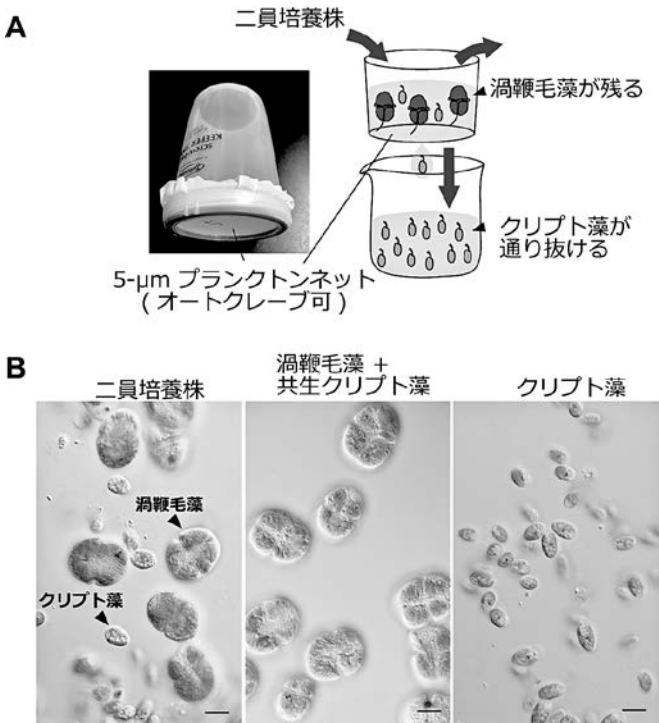 A
二員培養株
渦鞭毛藻が残る
クリプト藻が
通り抜ける
5-µm プランクトンネット
( オートクレーブ可 )
B
二員培養株
渦鞭毛藻 +
共生クリプト藻
クリプト藻
渦鞭毛藻
クリプト藻